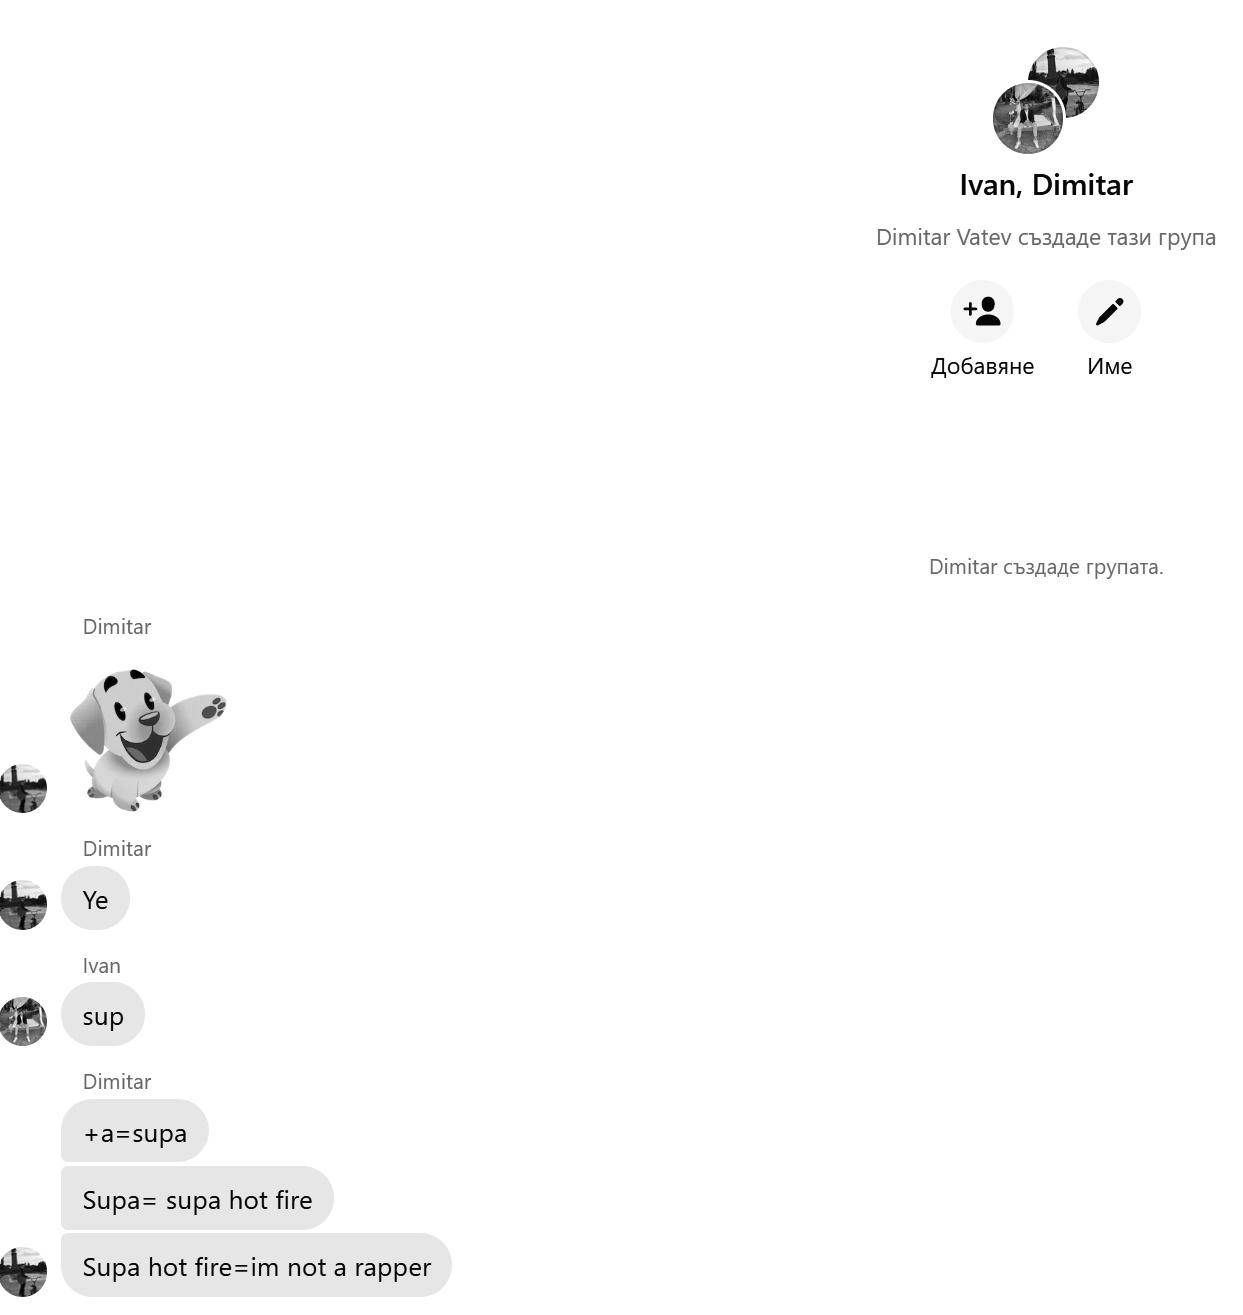 Ivan, Dimitar
Dimitar Vatev създаде тази група
Добавяне
Име
Dimitar създаде групата.
Dimitar
Dimitar
Ye
Ivan
sup
Dimitar
+a=supa
Supa= supa hot fire
Supa hot fire=im not a rapper